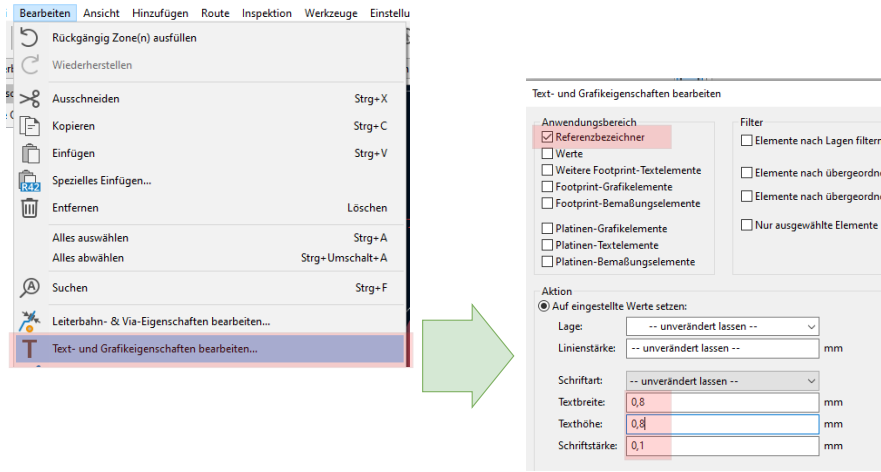 Bearbeiten Ansicht Hinzufügen Route Inspektion Werkzeuge
Rückgängig Zone(n) ausfüllen
Wiederherstellen
Ausschneiden Strg+X
Kopieren Strg+C
Einfügen Strg+V
R42 Spezielles Einfügen...
Entfernen Löschen
Alles auswählen Strg+A
Alles abwählen Strg+Umschalt+A
Suchen Strg+F
Leiterbahn- & Via-Eigenschaften bearbeiten...
T Text- und Grafikeigenschaften bearbeiten...
Text- und Grafikeigenschaften bearbeiten
Anwendungsbereich
Referenzbezeichner
Werte
Weitere Footprint-Textelemente
Footprint-Grafikelemente
Footprint-Bemaßungselemente
Platinen-Grafikelemente
Platinen-Textelemente
Platinen-Bemaßungselemente
Filter
Elemente nach Lagen filtern
Elemente nach
Elemente nach
Nur ausgewählte Elemente
Aktion
Auf eingestellte Werte setzen:
Lage: -- unverändert lassen --
Linienstärke: -- unverändert lassen -- mm
Schriftart: -- unverändert lassen --
Textbreite: 0,8 mm
Texthöhe: 0,8 mm
Schriftstärke: 0,1 mm